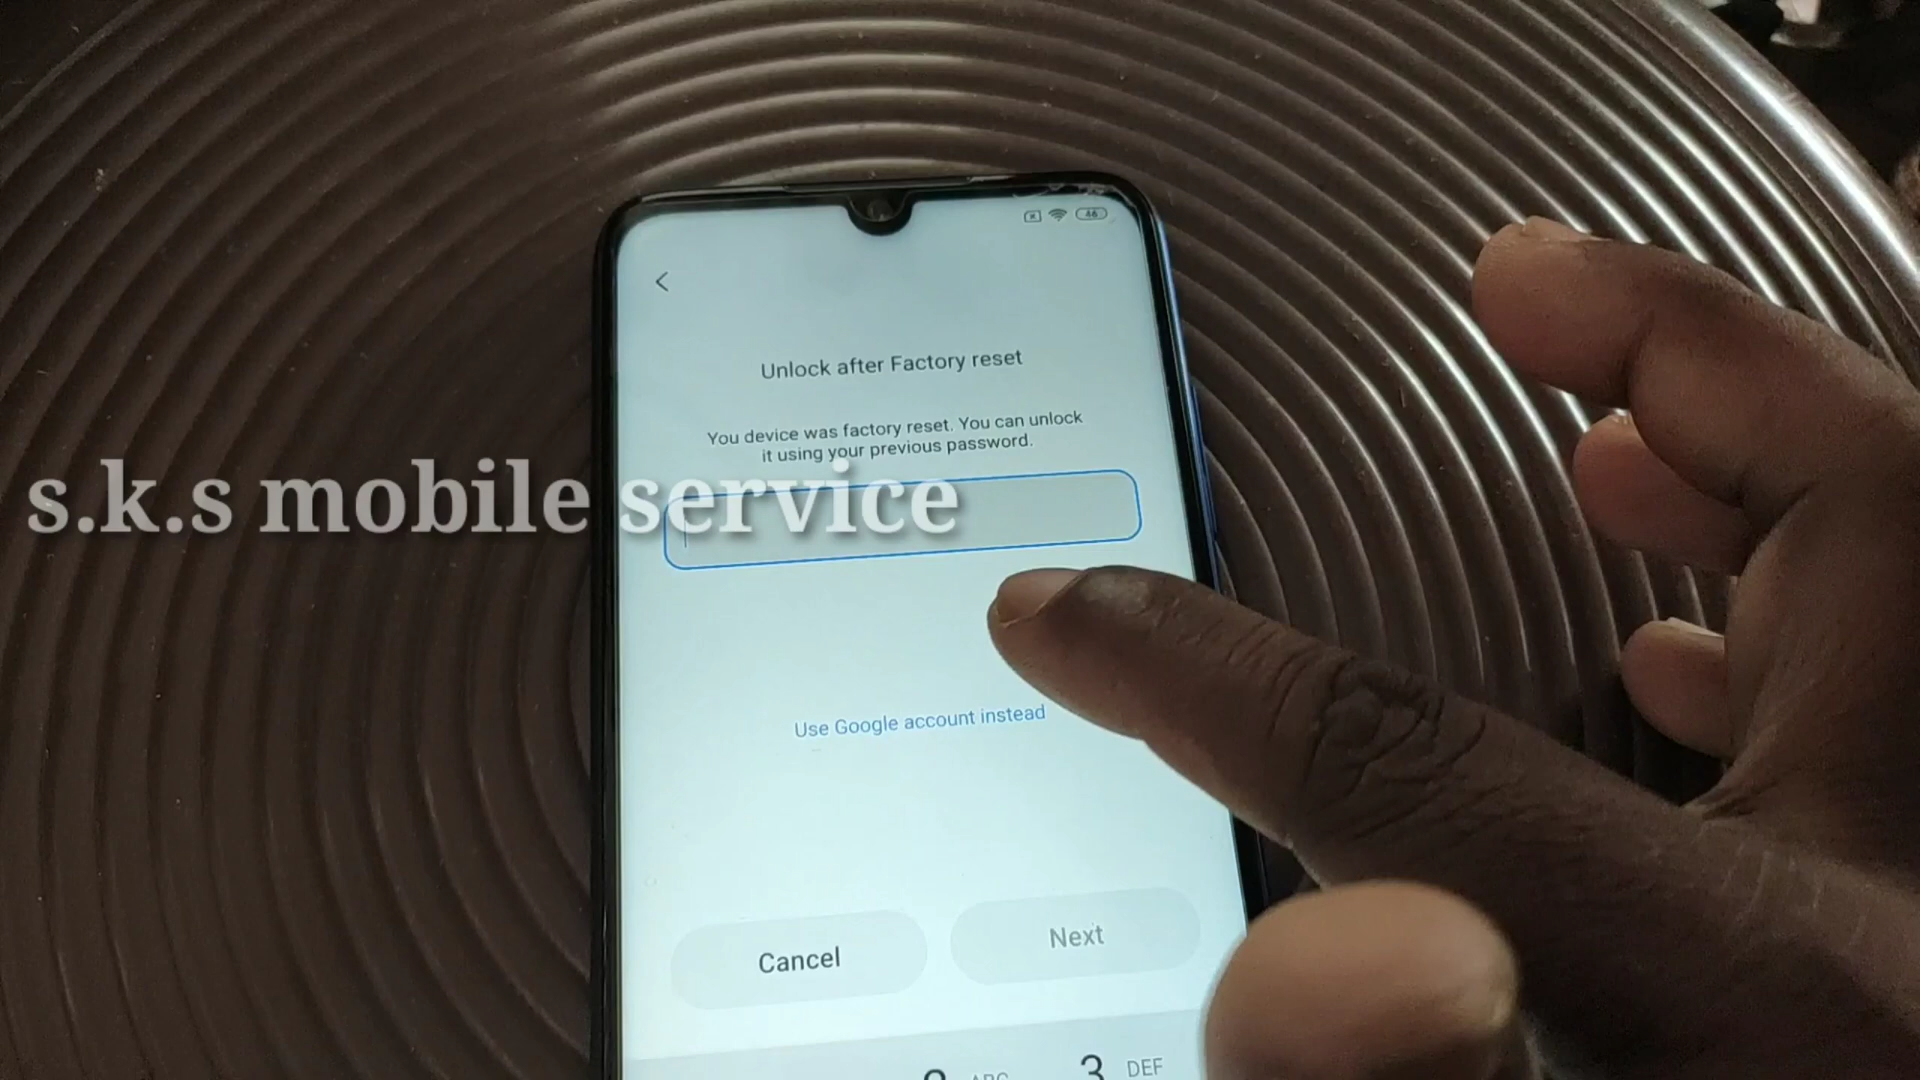 46
Unlock after Factory reset
You device was factory reset. You can unlock
it using your previous password.
s.k.s mobile service
Use Google account instead
Cancel
Next
3 DEF